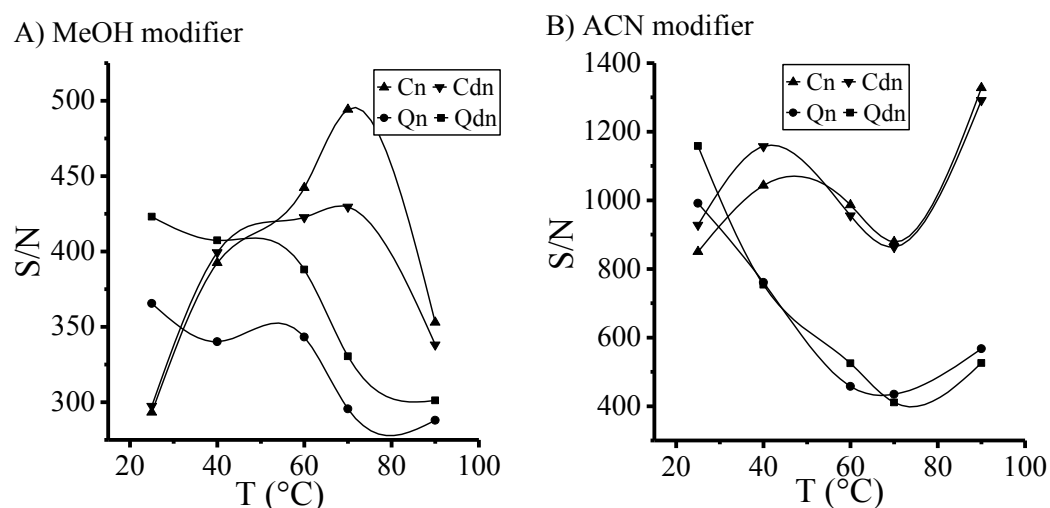 A) MeOH modifier
Cn Cdn
Qn Qdn
500
450
400
350
300
S/N
20 40 60 80 100
T (°C)
B) ACN modifier
Cn Cdn
Qn Qdn
1400
1200
1000
800
600
400
S/N
20 40 60 80 100
T (°C)